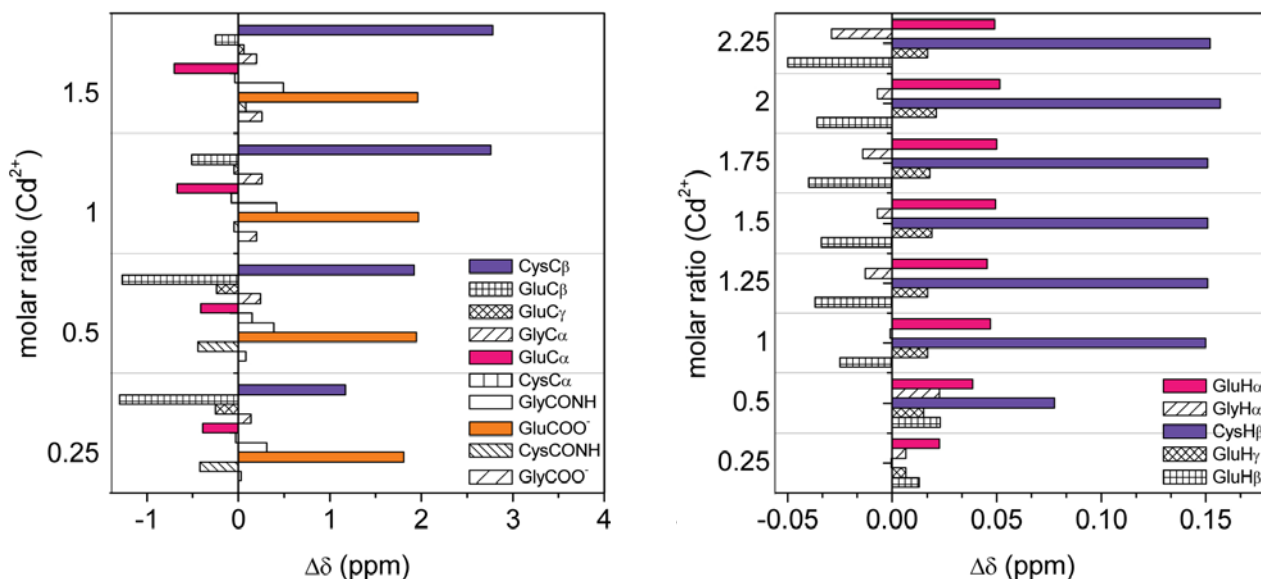 molar ratio (Cd²⁺)
1.5
1
0.5
0.25
CysCβ
GluCβ
GluCγ
GlyCα
GluCα
CysCα
GlyCONH
GluCOO⁻
CysCONH
GlyCOO⁻
-1 0 1 2 3 4
Δδ (ppm)
molar ratio (Cd²⁺)
2.25
2
1.75
1.5
1.25
1
0.5
0.25
GluHα
GlyHα
CysHβ
GluHγ
GluHβ
-0.05 0.00 0.05 0.10 0.15
Δδ (ppm)